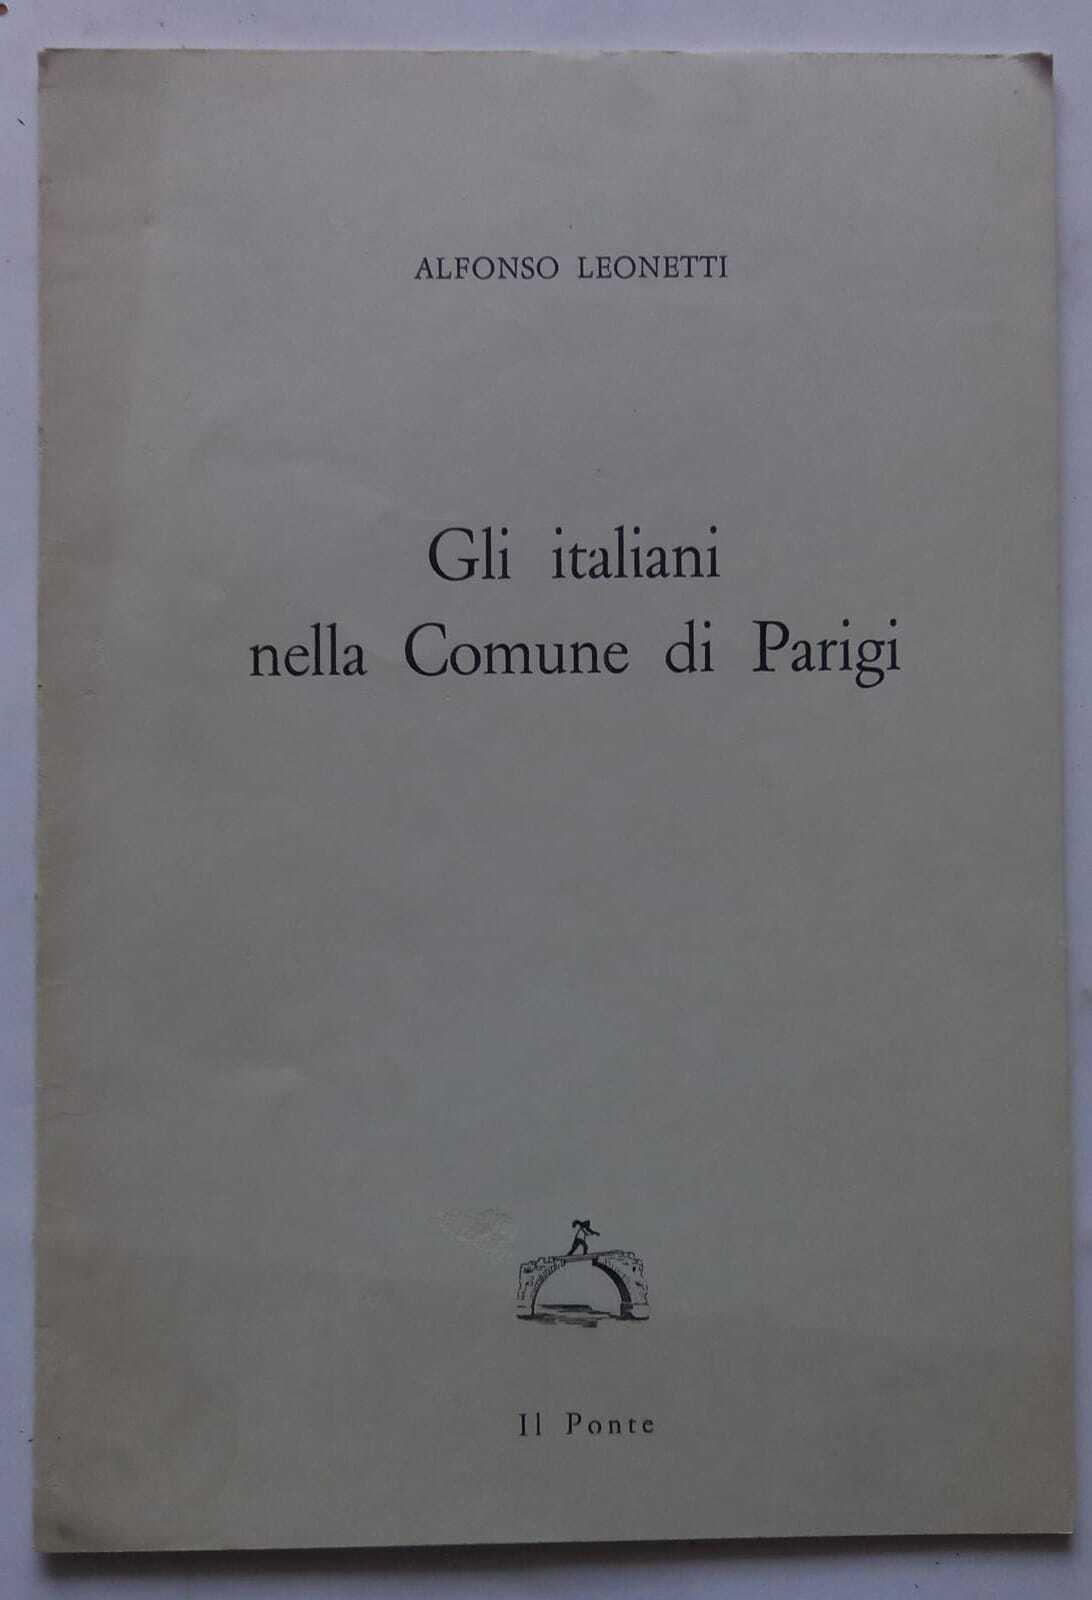 ALFONSO LEONETTI
Gli italiani
nella Comune di Parigi
Il Ponte